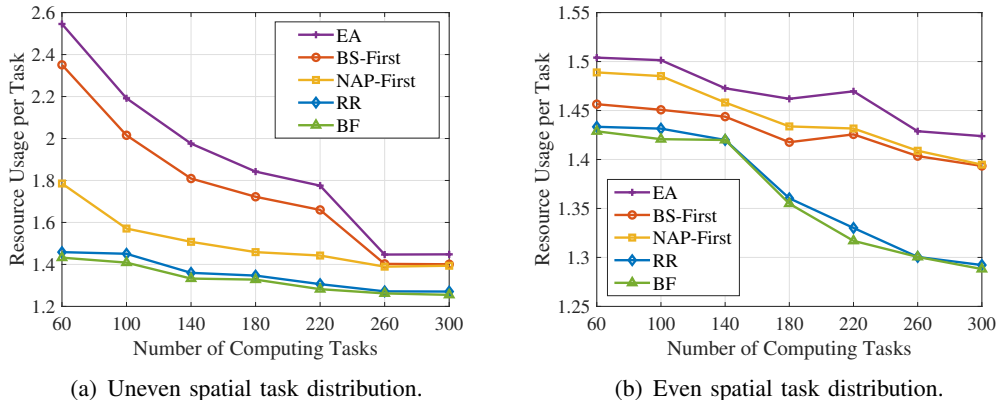 2.6
2.4
2.2
2
1.8
1.6
1.4
1.2
Resource Usage per Task
EA
BS-First
NAP-First
RR
BF
60 100 140 180 220 260 300
Number of Computing Tasks
(a) Uneven spatial task distribution.
1.55
1.5
1.45
1.4
1.35
1.3
1.25
Resource Usage per Task
EA
BS-First
NAP-First
RR
BF
60 100 140 180 220 260 300
Number of Computing Tasks
(b) Even spatial task distribution.